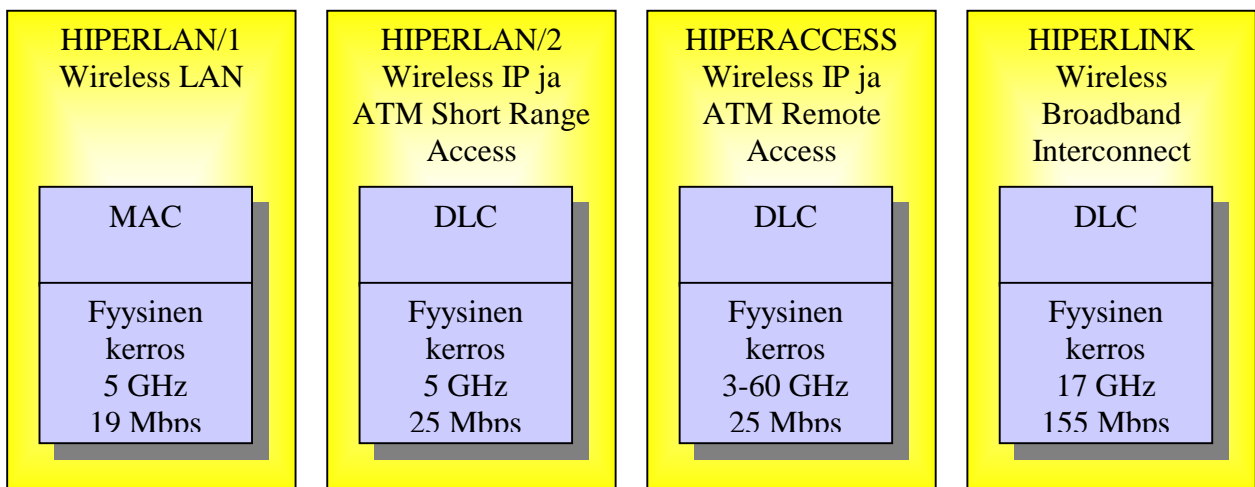 HIPERLAN/1
Wireless LAN
MAC
Fyysinen
kerros
5 GHz
19 Mbps
HIPERLAN/2
Wireless IP ja
ATM Short Range
Access
DLC
Fyysinen
kerros
5 GHz
25 Mbps
HIPERACCESS
Wireless IP ja
ATM Remote
Access
DLC
Fyysinen
kerros
3-60 GHz
25 Mbps
HIPERLINK
Wireless
Broadband
Interconnect
DLC
Fyysinen
kerros
17 GHz
155 Mbps